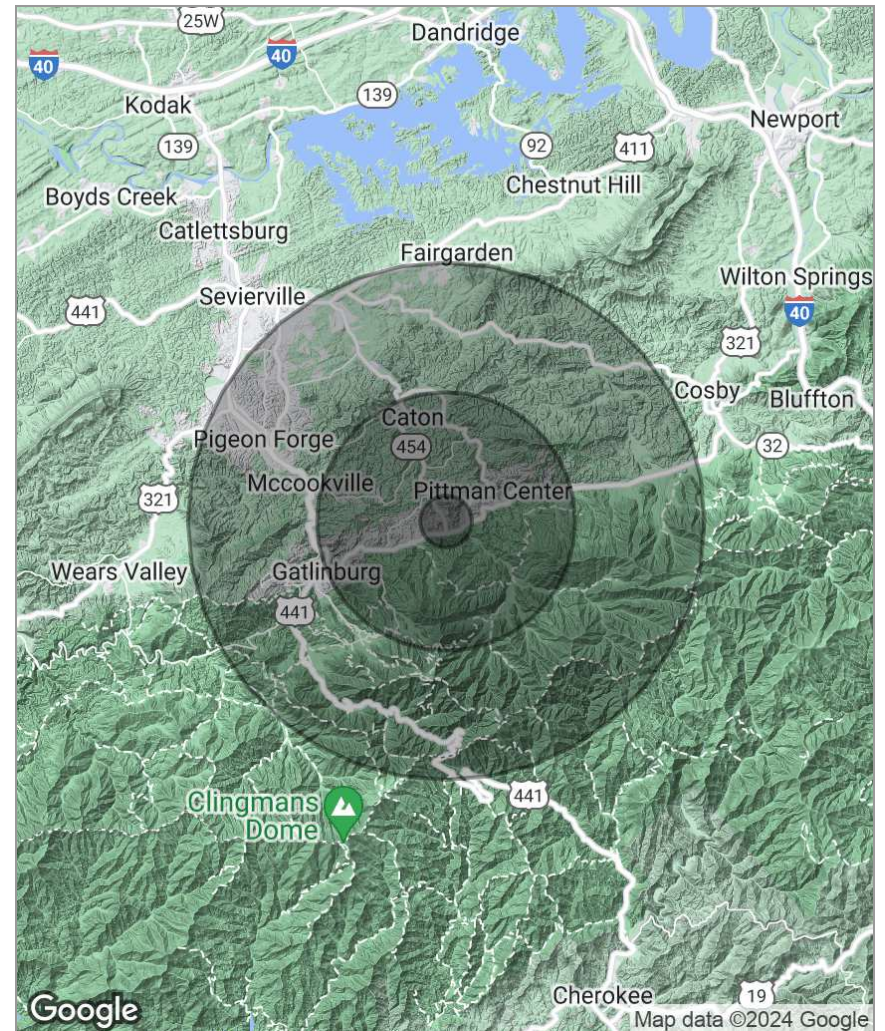 25W
Dandridge
40
40
Kodak
139
Newport
139
92
411
Chestnut Hill
Boyds Creek
Catlettsburg
Fairgarden
Wilton Springs
Sevierville
441
40
321
Cosby
Bluffton
Caton
Pigeon Forge
454
32
Mccookville
Pittman Center
321
Wears Valley
Gatlinburg
441
Clingmans
Dome
441
Cherokee
19
Google
Map data ©2024 Google